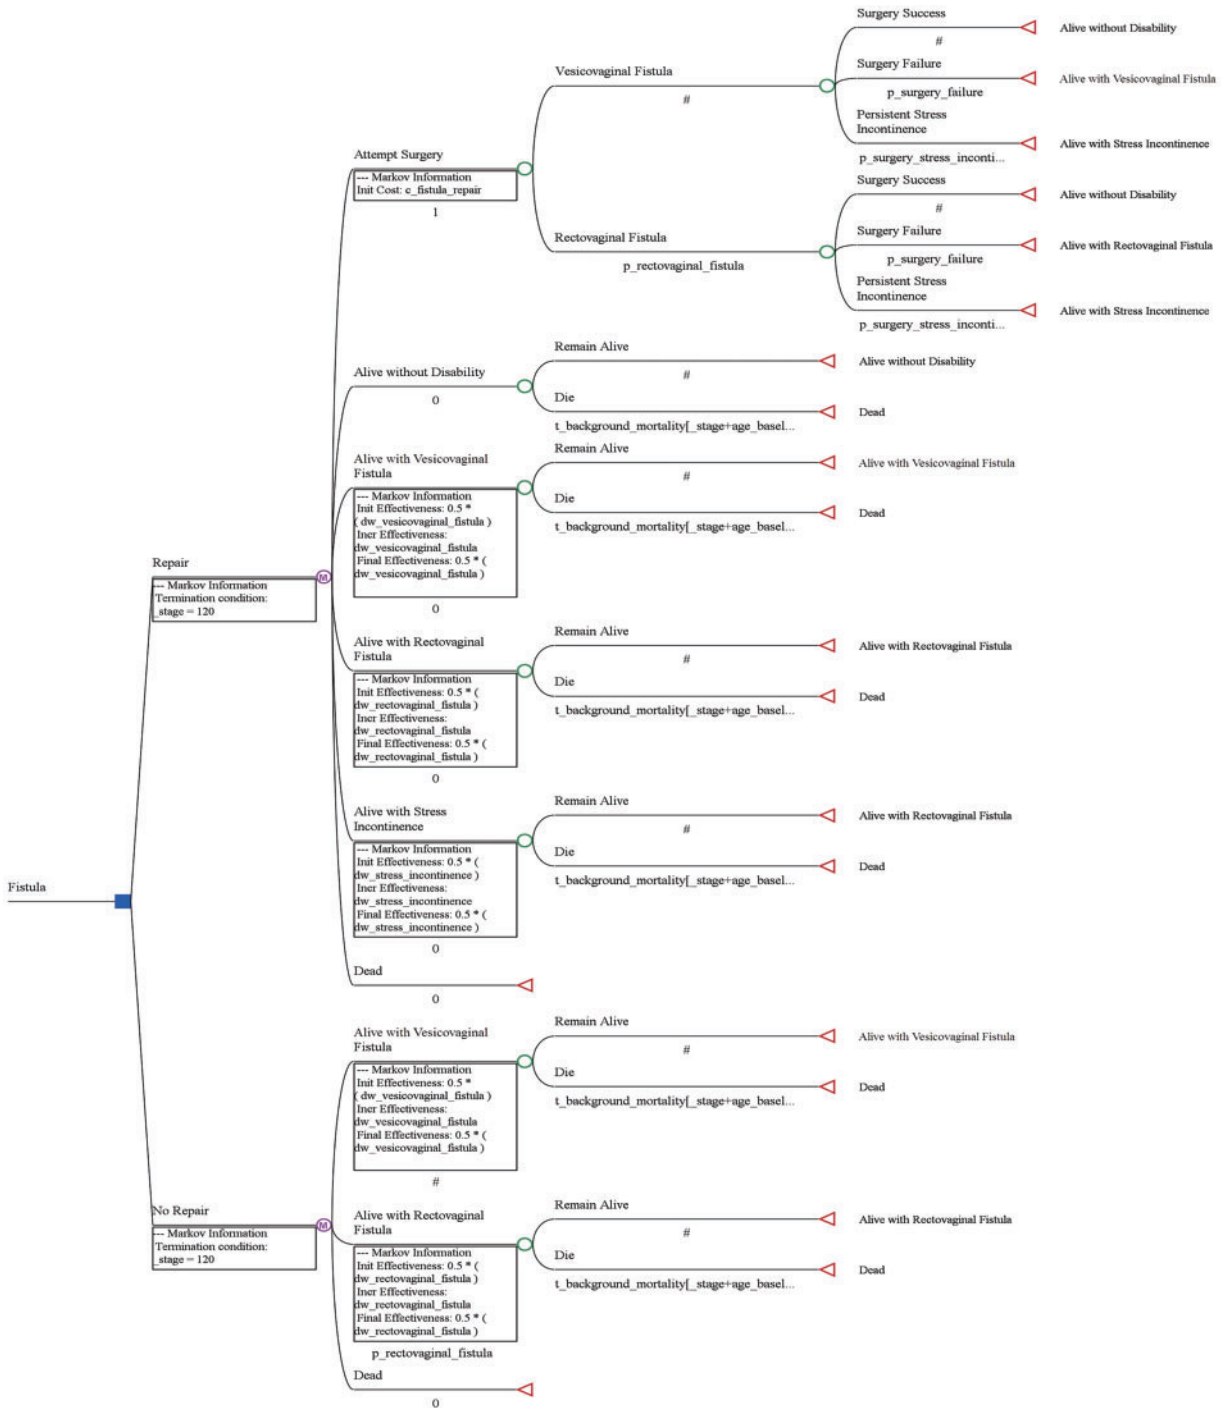 Surgery Success
Alive without Disability
#
Vesicovaginal Fistula
Surgery Failure
Alive with Vesicovaginal Fistula
#
p_surgery_failure
Persistent Stress
Incontinence
Alive with Stress Incontinence
p_surgery_stress_inconti...
Attempt Surgery
--- Markov Information
Init Cost: c_fistula_repair
1
Surgery Success
Alive without Disability
#
Rectovaginal Fistula
Surgery Failure
Alive with Rectovaginal Fistula
p_rectovaginal_fistula
p_surgery_failure
Persistent Stress
Incontinence
Alive with Stress Incontinence
p_surgery_stress_inconti...
Alive without Disability
0
Remain Alive
Alive without Disability
#
Die
Dead
t_background_mortality[_stage+age_basel...
Alive with Vesicovaginal
Fistula
--- Markov Information
Init Effectiveness: 0.5 *
( dw_vesicovaginal_fistula )
Incr Effectiveness:
dw_vesicovaginal_fistula
Final Effectiveness: 0.5 * (
dw_vesicovaginal_fistula )
0
Remain Alive
Alive with Vesicovaginal Fistula
#
Die
Dead
t_background_mortality[_stage+age_basel...
Repair
--- Markov Information
Termination condition:
_stage = 120
M
Alive with Rectovaginal
Fistula
--- Markov Information
Init Effectiveness: 0.5 * (
dw_rectovaginal_fistula )
Incr Effectiveness:
dw_rectovaginal_fistula
Final Effectiveness: 0.5 * (
dw_rectovaginal_fistula )
0
Remain Alive
Alive with Rectovaginal Fistula
#
Die
Dead
t_background_mortality[_stage+age_basel...
Alive with Stress
Incontinence
--- Markov Information
Init Effectiveness: 0.5 * (
dw_stress_incontinence )
Incr Effectiveness:
dw_stress_incontinence
Final Effectiveness: 0.5 * (
dw_stress_incontinence )
0
Remain Alive
Alive with Rectovaginal Fistula
#
Die
Dead
t_background_mortality[_stage+age_basel...
Fistula
Dead
0
Alive with Vesicovaginal
Fistula
--- Markov Information
Init Effectiveness: 0.5 *
( dw_vesicovaginal_fistula )
Incr Effectiveness:
dw_vesicovaginal_fistula
Final Effectiveness: 0.5 * (
dw_vesicovaginal_fistula )
#
Remain Alive
Alive with Vesicovaginal Fistula
#
Die
Dead
t_background_mortality[_stage+age_basel...
No Repair
--- Markov Information
Termination condition:
_stage = 120
M
Alive with Rectovaginal
Fistula
--- Markov Information
Init Effectiveness: 0.5 * (
dw_rectovaginal_fistula )
Incr Effectiveness:
dw_rectovaginal_fistula
Final Effectiveness: 0.5 * (
dw_rectovaginal_fistula )
p_rectovaginal_fistula
Remain Alive
Alive with Rectovaginal Fistula
#
Die
Dead
t_background_mortality[_stage+age_basel...
Dead
0